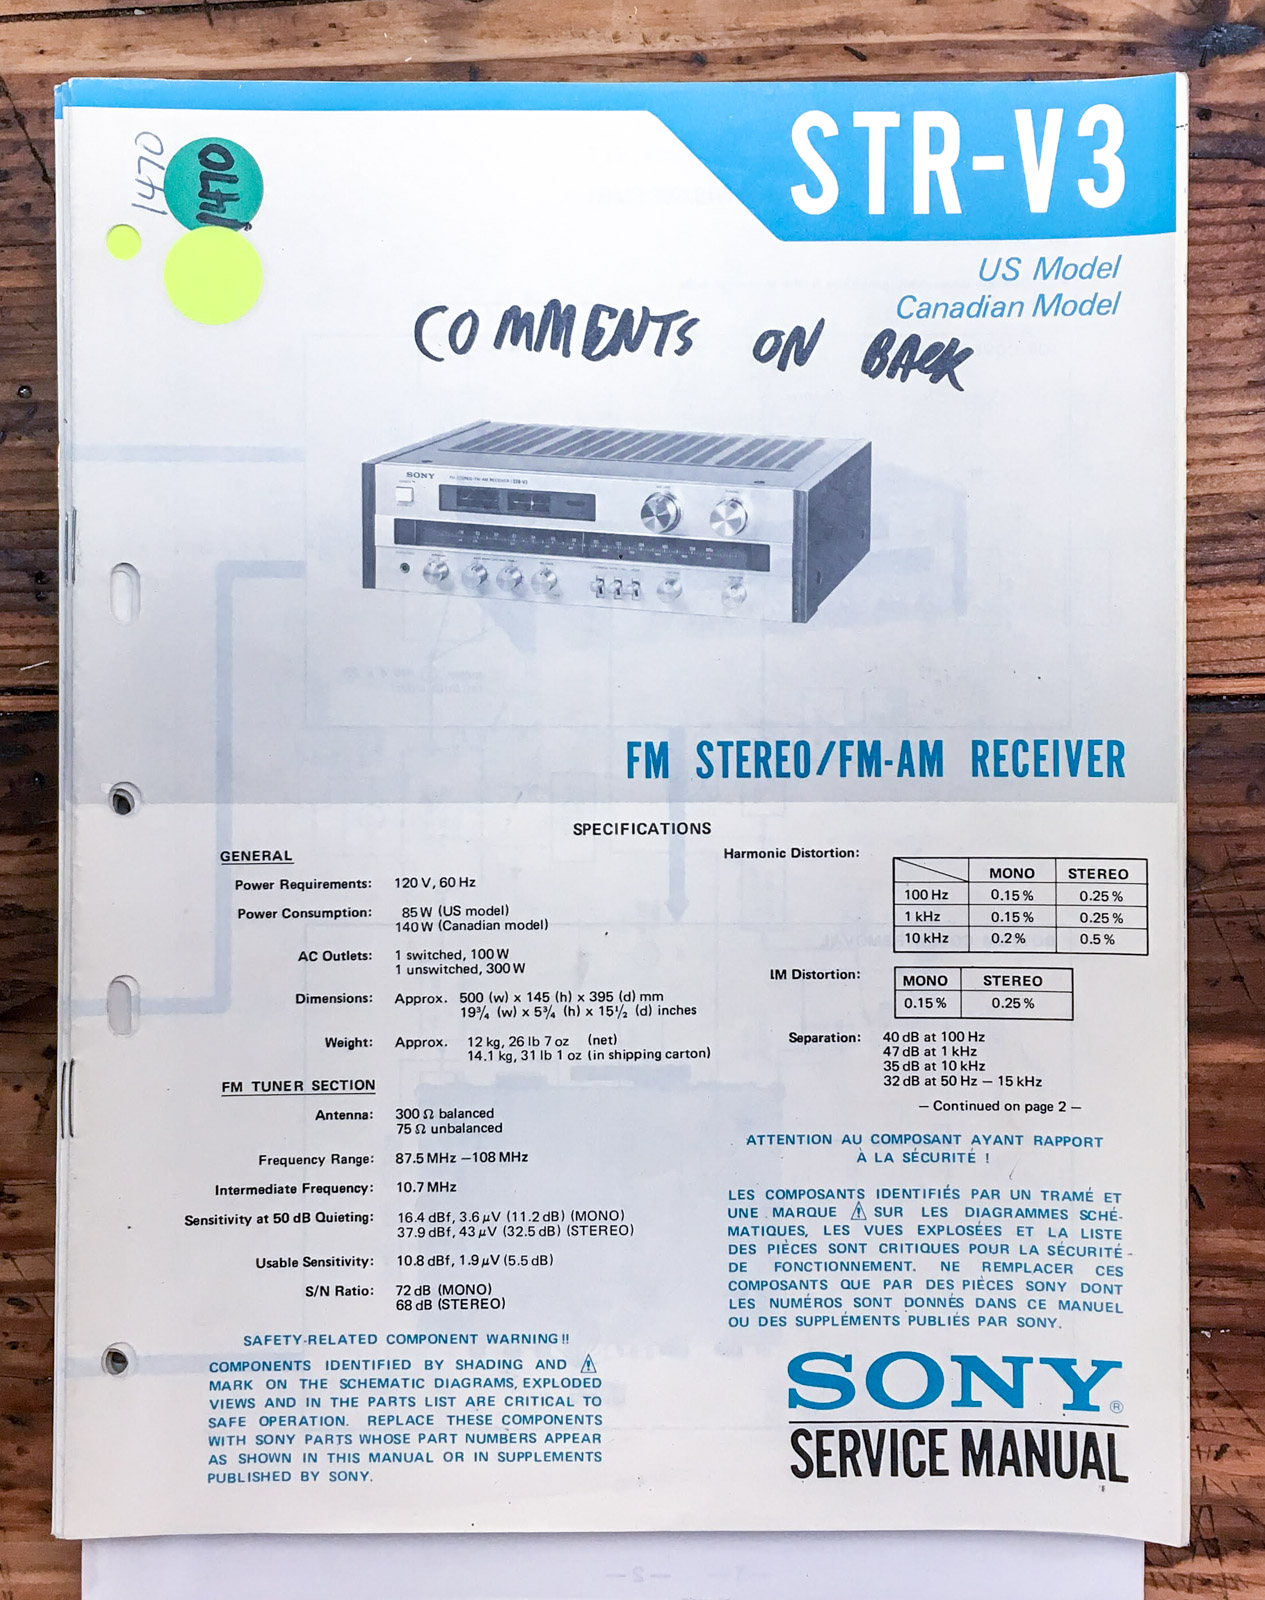 1470
1470
STR-V3
US Model
Canadian Model
COMMENTS ON BACK
SONY
FM STEREO/FM-AM RECEIVER
SPECIFICATIONS
GENERAL
Power Requirements: 120 V, 60 Hz
Power Consumption: 85 W (US model)
140 W (Canadian model)
AC Outlets: 1 switched, 100 W
1 unswitched, 300 W
Dimensions: Approx. 500 (w) x 145 (h) x 395 (d) mm
19³/₄ (w) x 5³/₄ (h) x 15¹/₂ (d) inches
Weight: Approx. 12 kg, 26 lb 7 oz (net)
14.1 kg, 31 lb 1 oz (in shipping carton)
FM TUNER SECTION
Antenna: 300 Ω balanced
75 Ω unbalanced
Frequency Range: 87.5 MHz – 108 MHz
Intermediate Frequency: 10.7 MHz
Sensitivity at 50 dB Quieting: 16.4 dBf, 3.6 µV (11.2 dB) (MONO)
37.9 dBf, 43 µV (32.5 dB) (STEREO)
Usable Sensitivity: 10.8 dBf, 1.9 µV (5.5 dB)
S/N Ratio: 72 dB (MONO)
68 dB (STEREO)
SAFETY-RELATED COMPONENT WARNING!!
COMPONENTS IDENTIFIED BY SHADING AND ⚠
MARK ON THE SCHEMATIC DIAGRAMS, EXPLODED
VIEWS AND IN THE PARTS LIST ARE CRITICAL TO
SAFE OPERATION. REPLACE THESE COMPONENTS
WITH SONY PARTS WHOSE PART NUMBERS APPEAR
AS SHOWN IN THIS MANUAL OR IN SUPPLEMENTS
PUBLISHED BY SONY.
Harmonic Distortion:
MONO STEREO
100 Hz 0.15 % 0.25 %
1 kHz 0.15 % 0.25 %
10 kHz 0.2 % 0.5 %
IM Distortion:
MONO STEREO
0.15 % 0.25 %
Separation: 40 dB at 100 Hz
47 dB at 1 kHz
35 dB at 10 kHz
32 dB at 50 Hz – 15 kHz
– Continued on page 2 –
ATTENTION AU COMPOSANT AYANT RAPPORT
À LA SÉCURITÉ !
LES COMPOSANTS IDENTIFIÉS PAR UN TRAMÉ ET
UNE MARQUE ⚠ SUR LES DIAGRAMMES SCHÉ-
MATIQUES, LES VUES EXPLOSÉES ET LA LISTE
DES PIÈCES SONT CRITIQUES POUR LA SÉCURITÉ
DE FONCTIONNEMENT. NE REMPLACER CES
COMPOSANTS QUE PAR DES PIÈCES SONY DONT
LES NUMÉROS SONT DONNÉS DANS CE MANUEL
OU DES SUPPLÉMENTS PUBLIÉS PAR SONY.
SONY®
SERVICE MANUAL
– 2 –